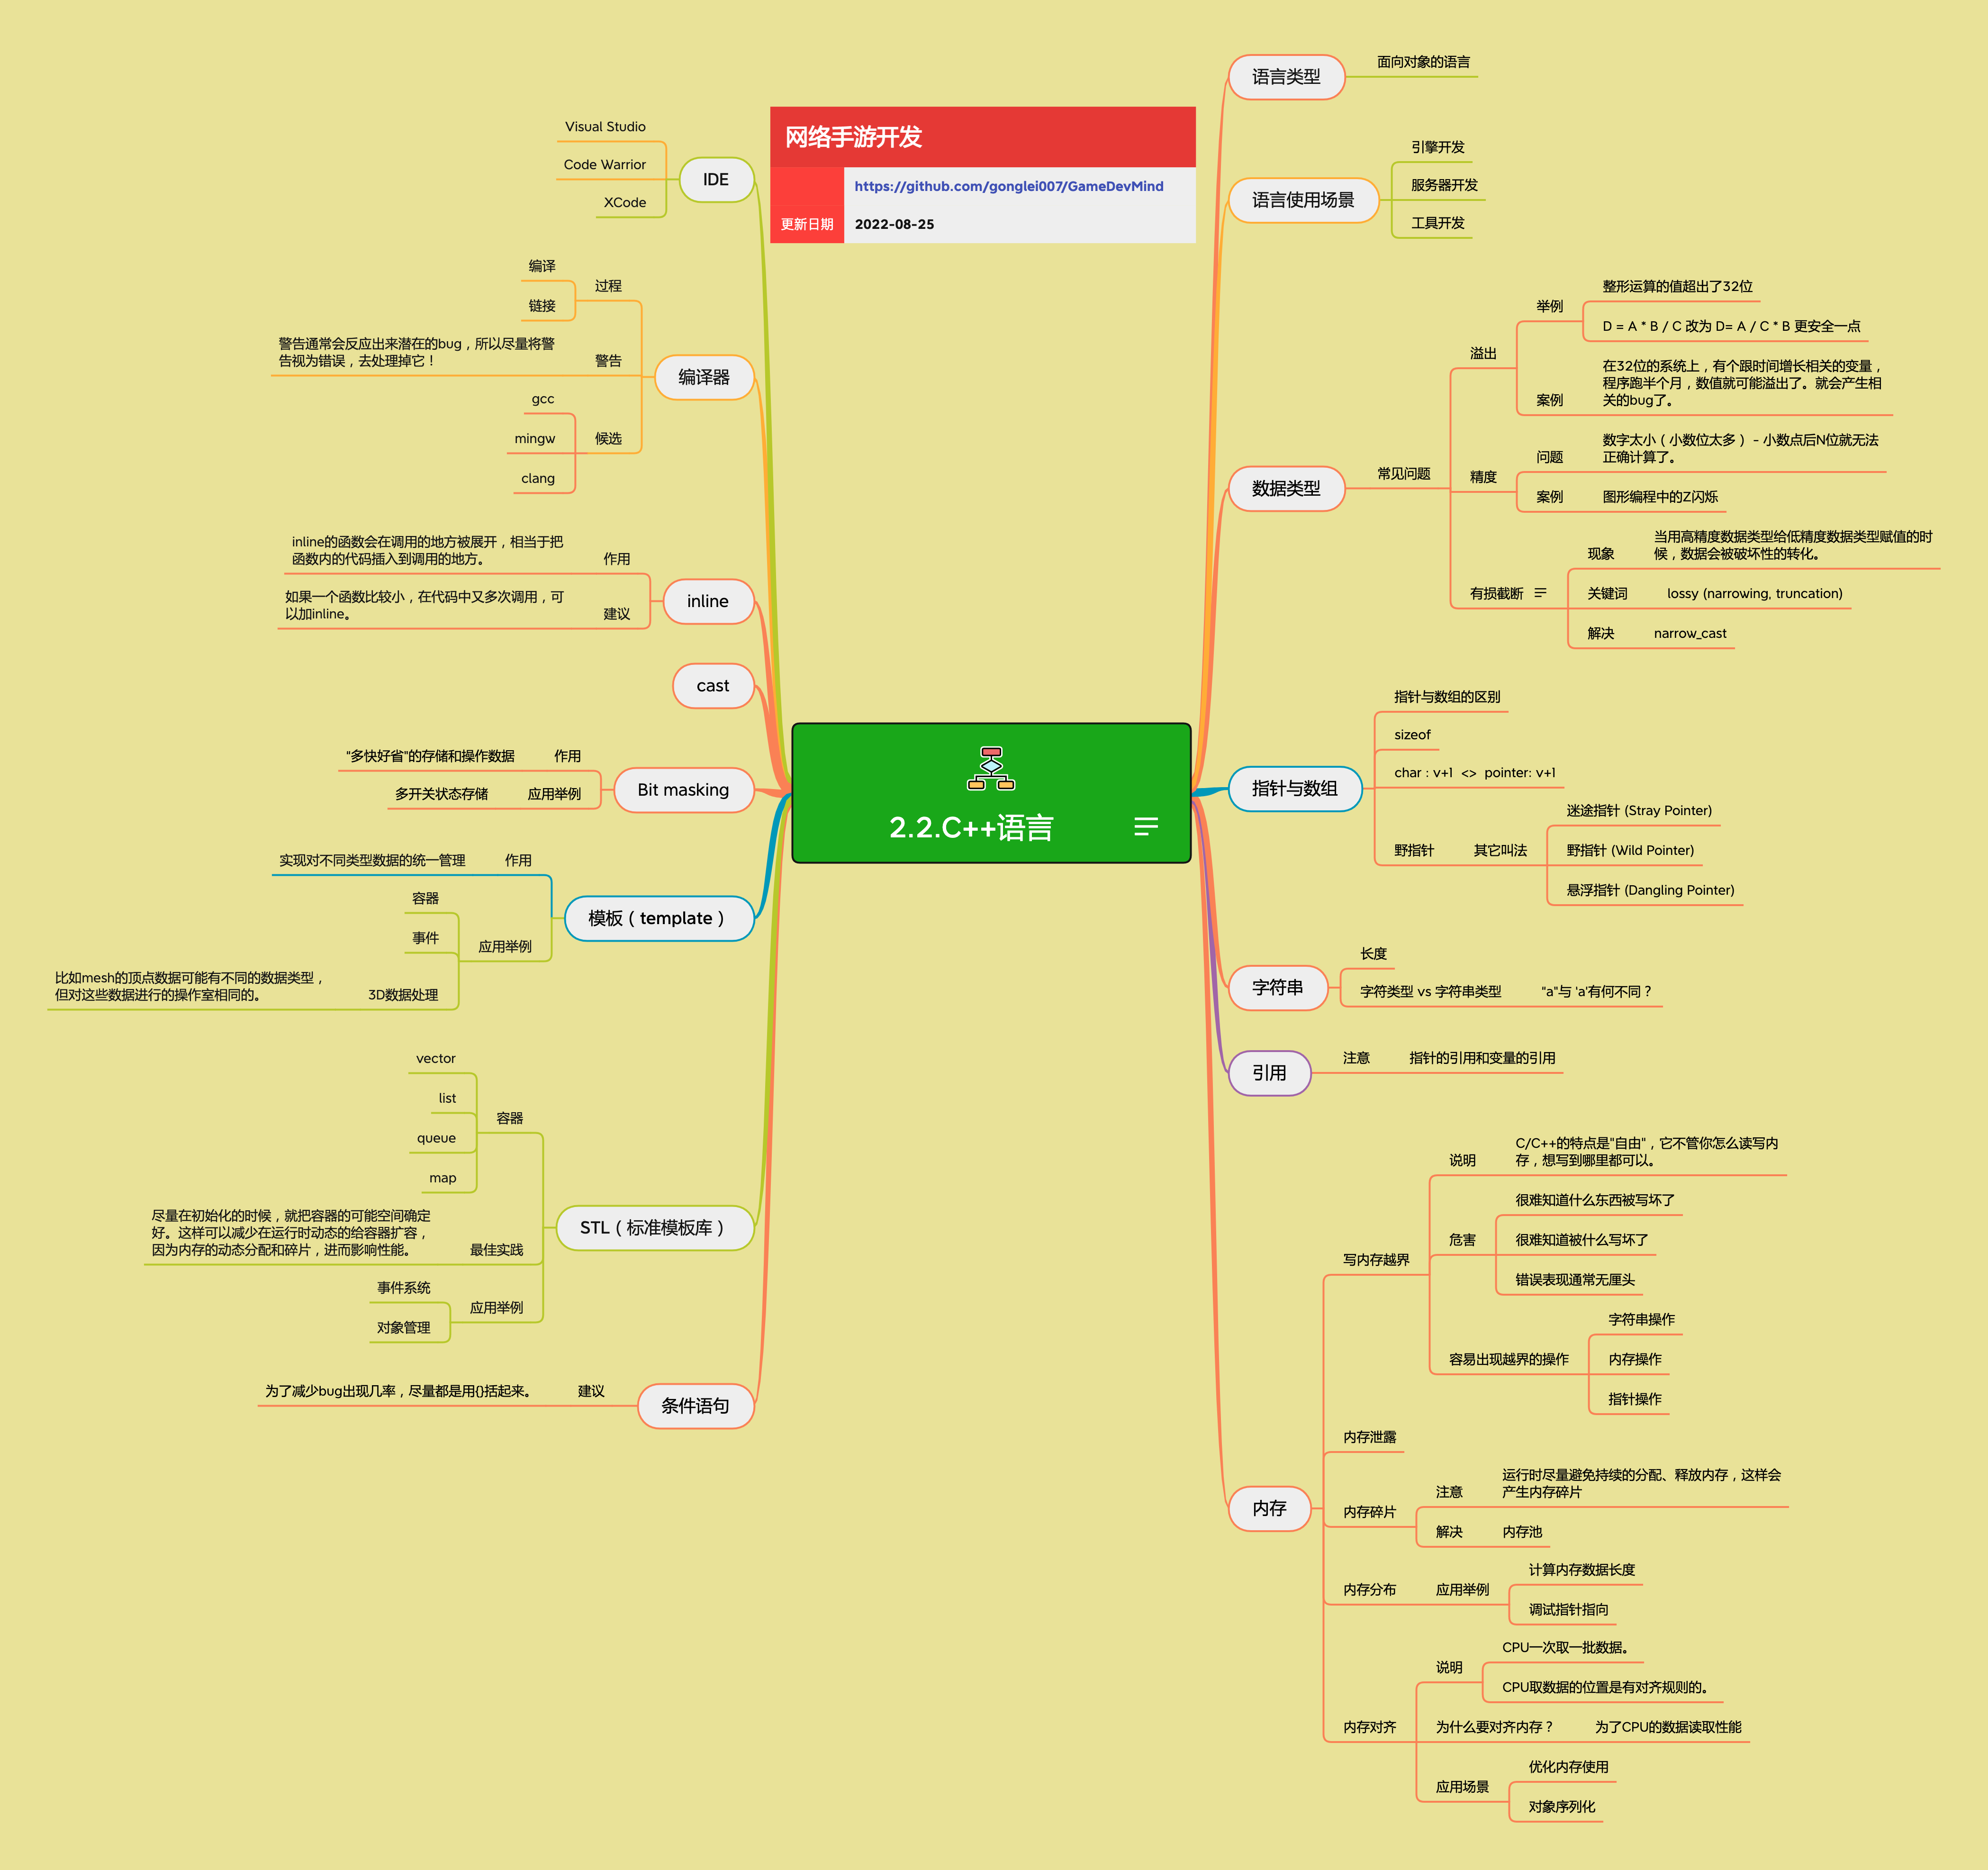 网络手游开发
https://github.com/gonglei007/GameDevMind
更新日期
2022-08-25
2.2.C++语言
语言类型
面向对象的语言
语言使用场景
引擎开发
服务器开发
工具开发
数据类型
常见问题
溢出
举例
整形运算的值超出了32位
D = A * B / C 改为 D= A / C * B 更安全一点
案例
在32位的系统上，有个跟时间增长相关的变量，
程序跑半个月，数值就可能溢出了。就会产生相
关的bug了。
精度
问题
数字太小（小数位太多） - 小数点后N位就无法
正确计算了。
案例
图形编程中的Z闪烁
有损截断
现象
当用高精度数据类型给低精度数据类型赋值的时
候，数据会被破坏性的转化。
关键词
lossy (narrowing, truncation)
解决
narrow_cast
指针与数组
指针与数组的区别
sizeof
char : v+1 <> pointer: v+1
野指针
其它叫法
迷途指针 (Stray Pointer)
野指针 (Wild Pointer)
悬浮指针 (Dangling Pointer)
字符串
长度
字符类型 vs 字符串类型
"a"与 'a'有何不同？
引用
注意
指针的引用和变量的引用
内存
写内存越界
说明
C/C++的特点是"自由"，它不管你怎么读写内
存，想写到哪里都可以。
危害
很难知道什么东西被写坏了
很难知道被什么写坏了
错误表现通常无厘头
容易出现越界的操作
字符串操作
内存操作
指针操作
内存泄露
内存碎片
注意
运行时尽量避免持续的分配、释放内存，这样会
产生内存碎片
解决
内存池
内存分布
应用举例
计算内存数据长度
调试指针指向
内存对齐
说明
CPU一次取一批数据。
CPU取数据的位置是有对齐规则的。
为什么要对齐内存？
为了CPU的数据读取性能
应用场景
优化内存使用
对象序列化
IDE
Visual Studio
Code Warrior
XCode
编译器
过程
编译
链接
警告
警告通常会反应出来潜在的bug，所以尽量将警
告视为错误，去处理掉它！
候选
gcc
mingw
clang
inline
作用
inline的函数会在调用的地方被展开，相当于把
函数内的代码插入到调用的地方。
建议
如果一个函数比较小，在代码中又多次调用，可
以加inline。
cast
Bit masking
作用
“多快好省”的存储和操作数据
应用举例
多开关状态存储
模板（template）
作用
实现对不同类型数据的统一管理
应用举例
容器
事件
3D数据处理
比如mesh的顶点数据可能有不同的数据类型，
但对这些数据进行的操作室相同的。
STL（标准模板库）
容器
vector
list
queue
map
最佳实践
尽量在初始化的时候，就把容器的可能空间确定
好。这样可以减少在运行时动态的给容器扩容，
因为内存的动态分配和碎片，进而影响性能。
应用举例
事件系统
对象管理
条件语句
建议
为了减少bug出现几率，尽量都是用{}括起来。